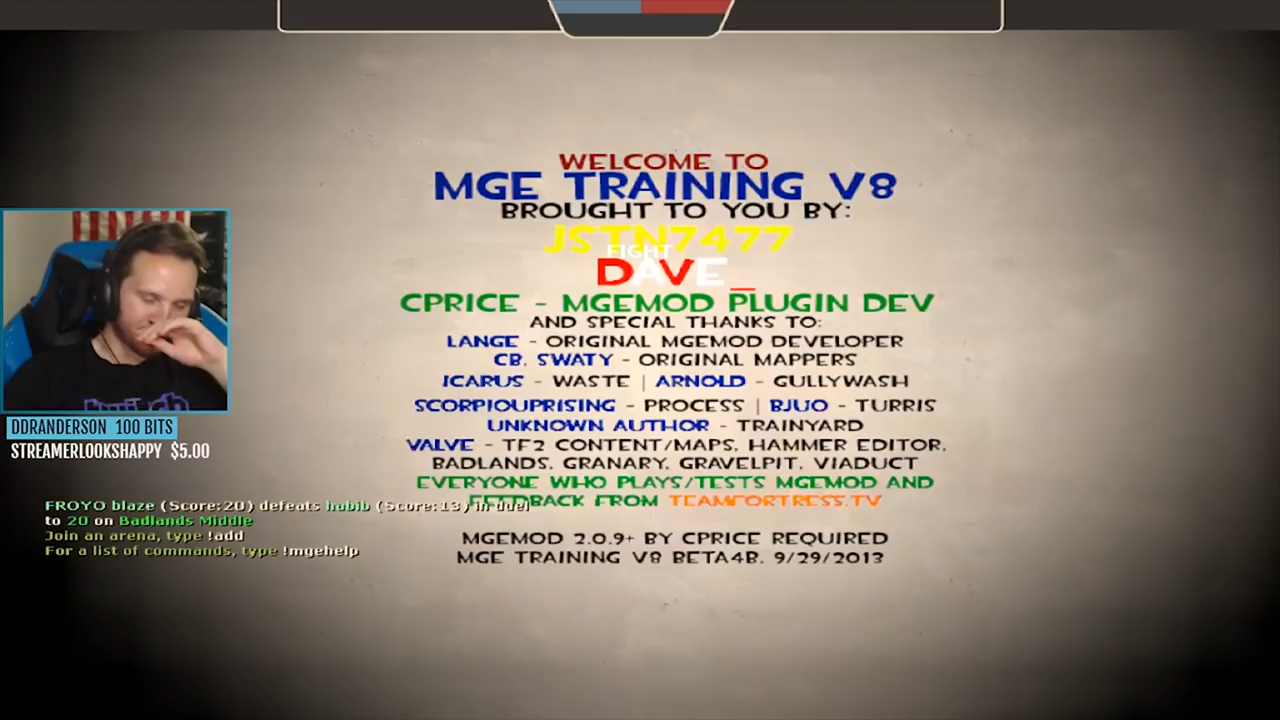 WELCOME TO
MGE TRAINING V8
BROUGHT TO YOU BY:
JSTN7477
FIGHT
DAVE_
CPRICE - MGEMOD PLUGIN DEV
AND SPECIAL THANKS TO:
LANGE - ORIGINAL MGEMOD DEVELOPER
CB, SWATY - ORIGINAL MAPPERS
ICARUS - WASTE | ARNOLD - GULLYWASH
SCORPIOUPRISING - PROCESS | BJUO - TURRIS
UNKNOWN AUTHOR - TRAINYARD
VALVE - TF2 CONTENT/MAPS, HAMMER EDITOR,
BADLANDS, GRANARY, GRAVELPIT, VIADUCT
EVERYONE WHO PLAYS/TESTS MGEMOD AND
FEEDBACK FROM TEAMFORTRESS.TV
MGEMOD 2.0.9+ BY CPRICE REQUIRED
MGE TRAINING V8 BETA4B, 9/29/2013
twitch
DDRANDERSON 100 BITS
STREAMERLOOKSHAPPY $5.00
FROYO blaze (Score:20) defeats habib (Score:13) in duel
to 20 on Badlands Middle
Join an arena, type !add
For a list of commands, type !mgehelp